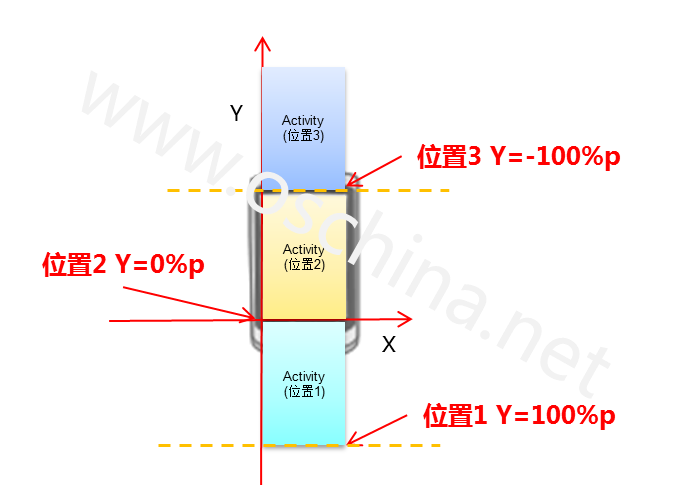 Y
Activity
(位置3)
位置3 Y=-100%p
www.oschina.net
Activity
(位置2)
位置2 Y=0%p
X
Activity
(位置1)
位置1 Y=100%p